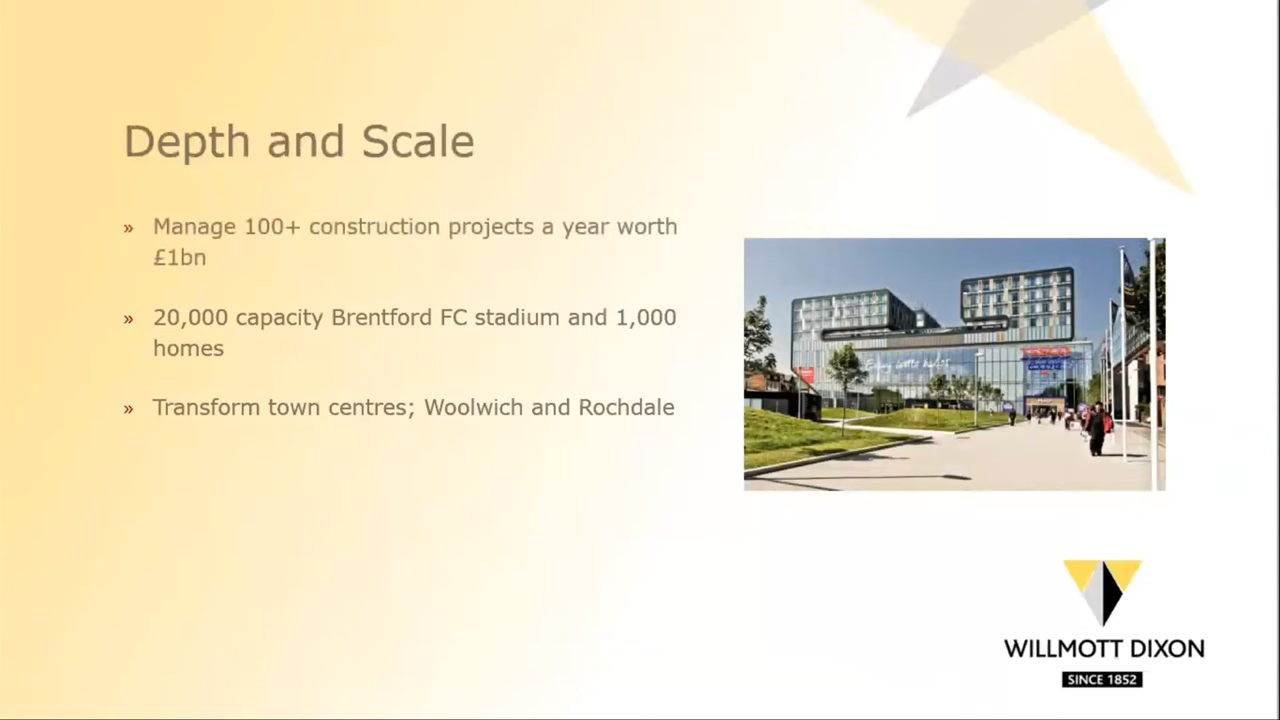 Depth and Scale
» Manage 100+ construction projects a year worth
£1bn
» 20,000 capacity Brentford FC stadium and 1,000
homes
» Transform town centres; Woolwich and Rochdale
TESCO
WILLMOTT DIXON
SINCE 1852